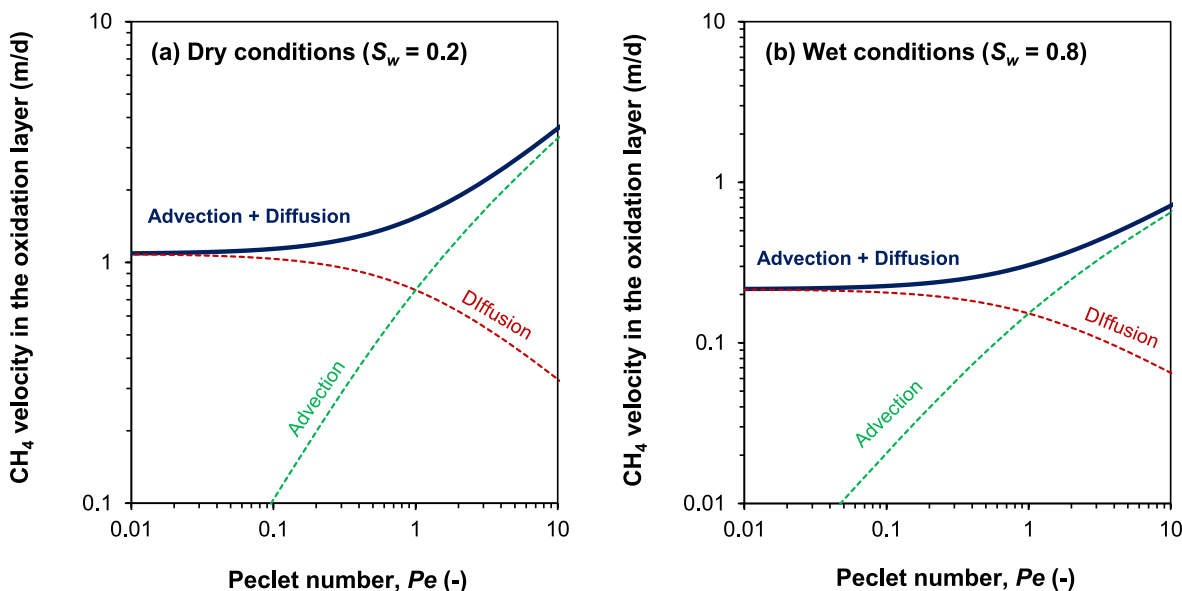 (a) Dry conditions (Sw = 0.2)
CH4 velocity in the oxidation layer (m/d)
10
1
0.1
Advection + Diffusion
DIffusion
Advection
0.01
0.1
1
10
Peclet number, Pe (-)
(b) Wet conditions (Sw = 0.8)
CH4 velocity in the oxidation layer (m/d)
10
1
0.1
0.01
Advection + Diffusion
DIffusion
Advection
0.01
0.1
1
10
Peclet number, Pe (-)